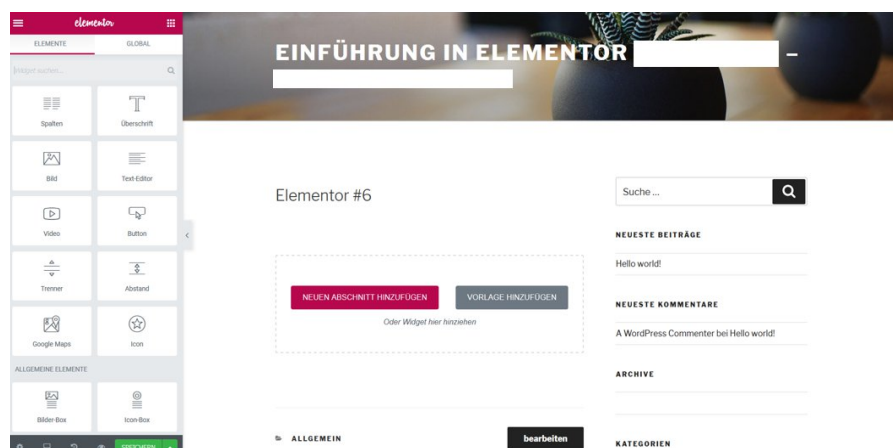 elementor
ELEMENTE GLOBAL
Widget suchen...
Spalten Überschrift
Bild Text-Editor
Video Button
Trenner Abstand
Google Maps Icon
ALLGEMEINE ELEMENTE
Bilder-Box Icon-Box
SPEICHERN
EINFÜHRUNG IN ELEMENTOR –
Elementor #6
NEUEN ABSCHNITT HINZUFÜGEN VORLAGE HINZUFÜGEN
Oder Widget hier hinziehen
ALLGEMEIN bearbeiten
Suche ...
NEUESTE BEITRÄGE
Hello world!
NEUESTE KOMMENTARE
A WordPress Commenter bei Hello world!
ARCHIVE
KATEGORIEN